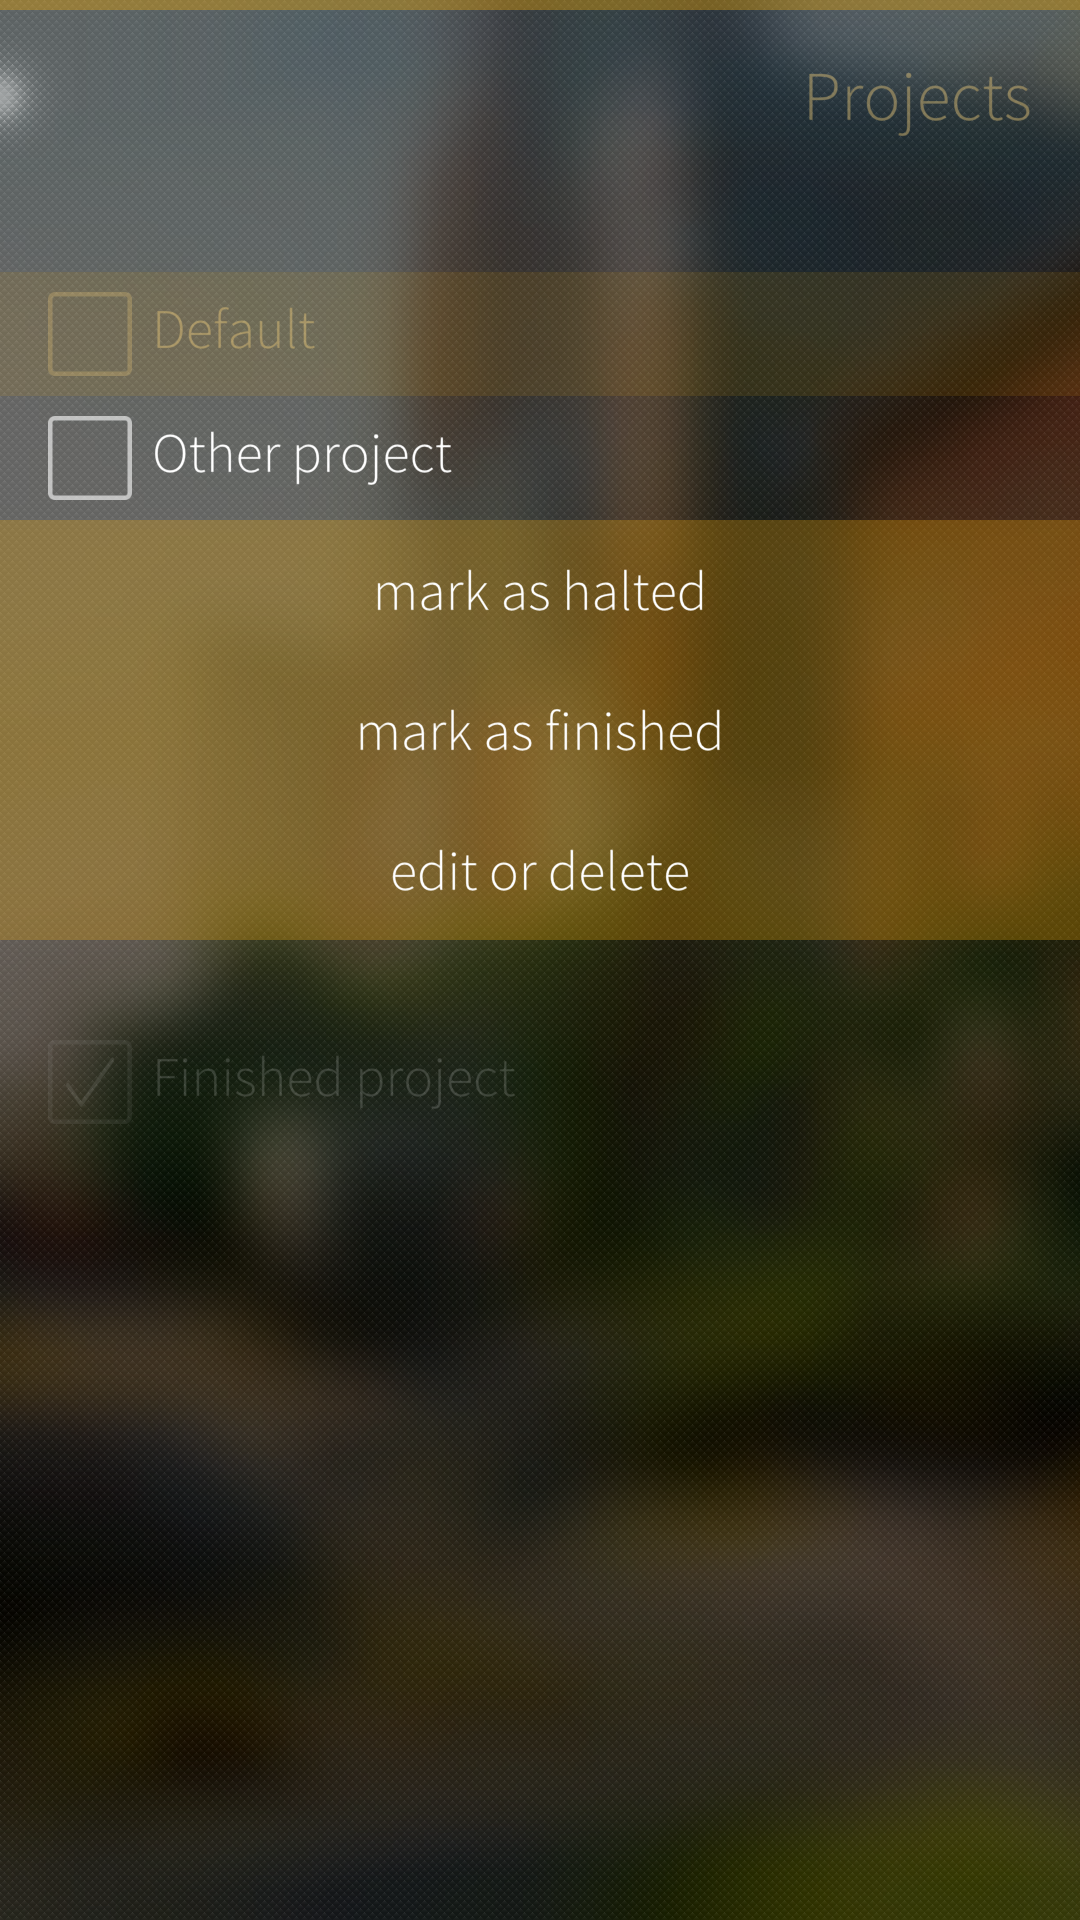 Projects
Default
Other project
mark as halted
mark as finished
edit or delete
Finished project